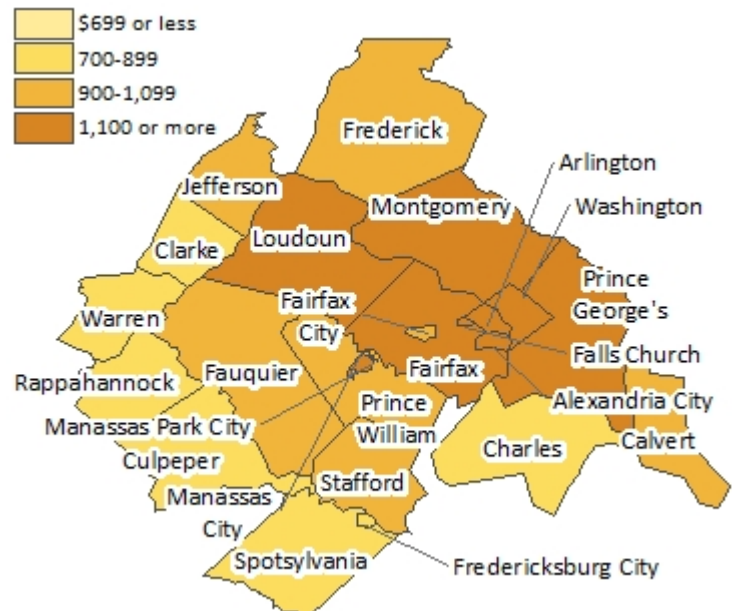 $699 or less
700-899
900-1,099
1,100 or more
Frederick
Arlington
Jefferson
Montgomery
Washington
Clarke
Loudoun
Prince
George's
Fairfax
City
Warren
Falls Church
Rappahannock
Fauquier
Fairfax
Prince
William
Alexandria City
Manassas Park City
Calvert
Charles
Culpeper
Stafford
Manassas
City
Spotsylvania
Fredericksburg City